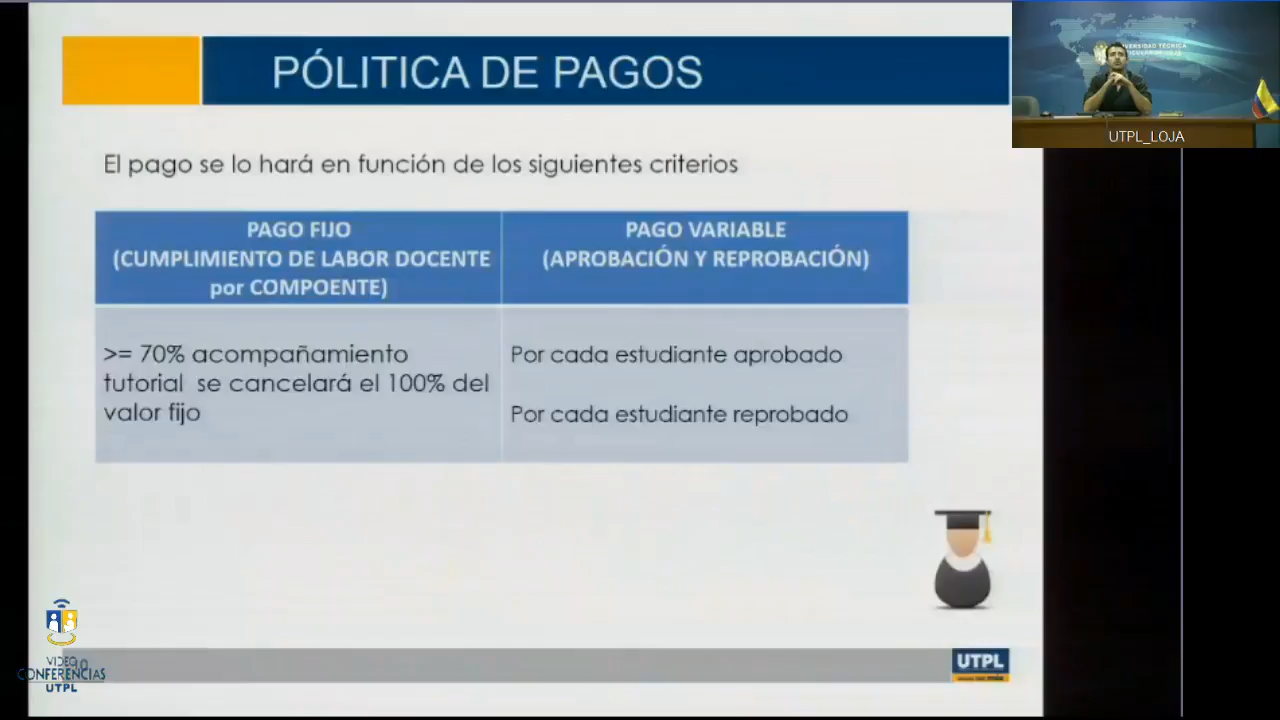 PÓLITICA DE PAGOS
UTPL_LOJA
El pago se lo hará en función de los siguientes criterios
PAGO FIJO
(CUMPLIMIENTO DE LABOR DOCENTE
por COMPOENTE)
PAGO VARIABLE
(APROBACIÓN Y REPROBACIÓN)
>= 70% acompañamiento
tutorial se cancelará el 100% del
valor fijo
Por cada estudiante aprobado
Por cada estudiante reprobado
VIDEO
CONFERENCIAS
UTPL
UTPL